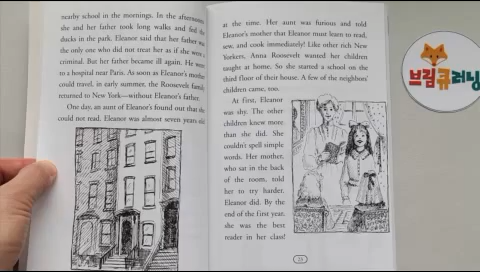 nearby school in the mornings. In the afternoons
she and her father took long walks and fed the
ducks in the park. Eleanor said that her father was
the only one who did not treat her as if she were a
criminal. But her father became ill again. He went
to a hospital near Paris. As soon as Eleanor's mother
could travel, in early summer, the Roosevelt family
returned to New York—without Eleanor's father.
One day, an aunt of Eleanor's found out that she
could not read. Eleanor was almost seven years old
at the time. Her aunt was furious and told
Eleanor's mother that Eleanor must learn to read,
sew, and cook immediately! Like other rich New
Yorkers, Anna Roosevelt wanted her children
taught at home. So she started a school on the
third floor of their house. A few of the neighbors'
children came, too.
At first, Eleanor
was shy. The other
children knew more
than she did. She
couldn't spell simple
words. Her mother,
who sat in the back
of the room, told
her to try harder.
Eleanor did. By the
end of the first year,
she was the best
reader in her class!
브림큐
러닝